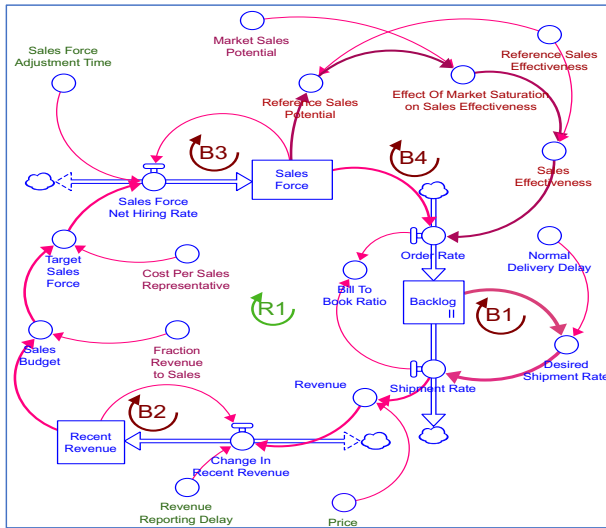 Market Sales
Potential
Reference Sales
Effectiveness
Sales Force
Adjustment Time
Reference Sales
Potential
Effect Of Market Saturation
on Sales Effectiveness
B3
B4
Sales
Force
Sales
Effectiveness
Sales Force
Net Hiring Rate
Target
Sales
Force
Cost Per Sales
Representative
Order Rate
Normal
Delivery Delay
Bill To
Book Ratio
Backlog
II
R1
B1
Sales
Budget
Fraction
Revenue
to Sales
Desired
Shipment Rate
Shipment Rate
Revenue
B2
Recent
Revenue
Change In
Recent Revenue
Revenue
Reporting Delay
Price